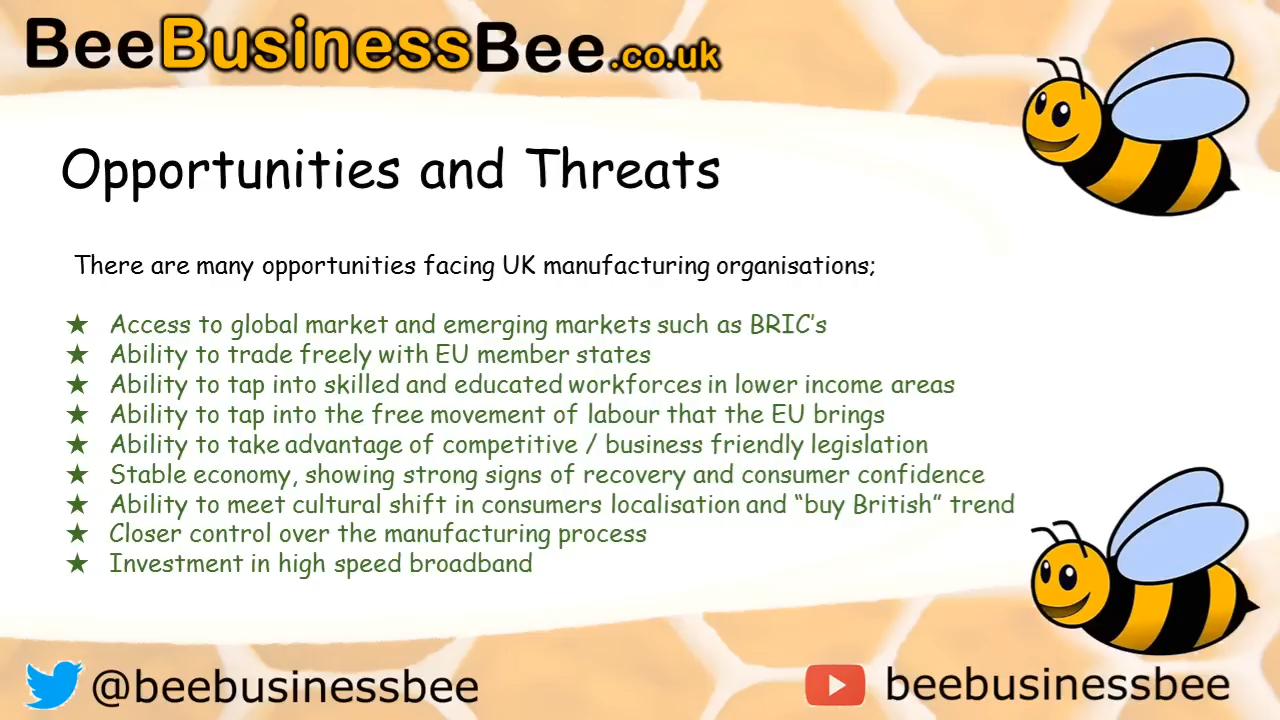 BeeBusinessBee.co.uk
Opportunities and Threats
There are many opportunities facing UK manufacturing organisations;
★ Access to global market and emerging markets such as BRIC's
★ Ability to trade freely with EU member states
★ Ability to tap into skilled and educated workforces in lower income areas
★ Ability to tap into the free movement of labour that the EU brings
★ Ability to take advantage of competitive / business friendly legislation
★ Stable economy, showing strong signs of recovery and consumer confidence
★ Ability to meet cultural shift in consumers localisation and “buy British” trend
★ Closer control over the manufacturing process
★ Investment in high speed broadband
@beebusinessbee
beebusinessbee